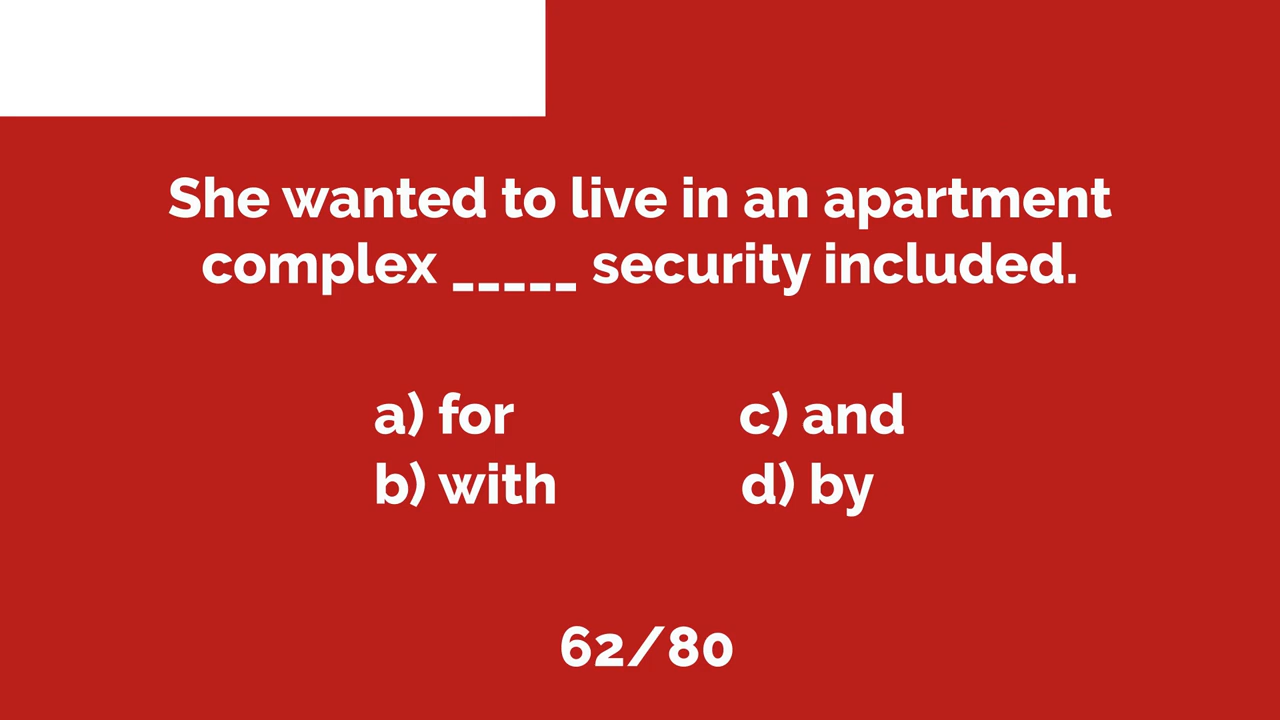 She wanted to live in an apartment
complex _____ security included.
a) for
b) with
c) and
d) by
62/80